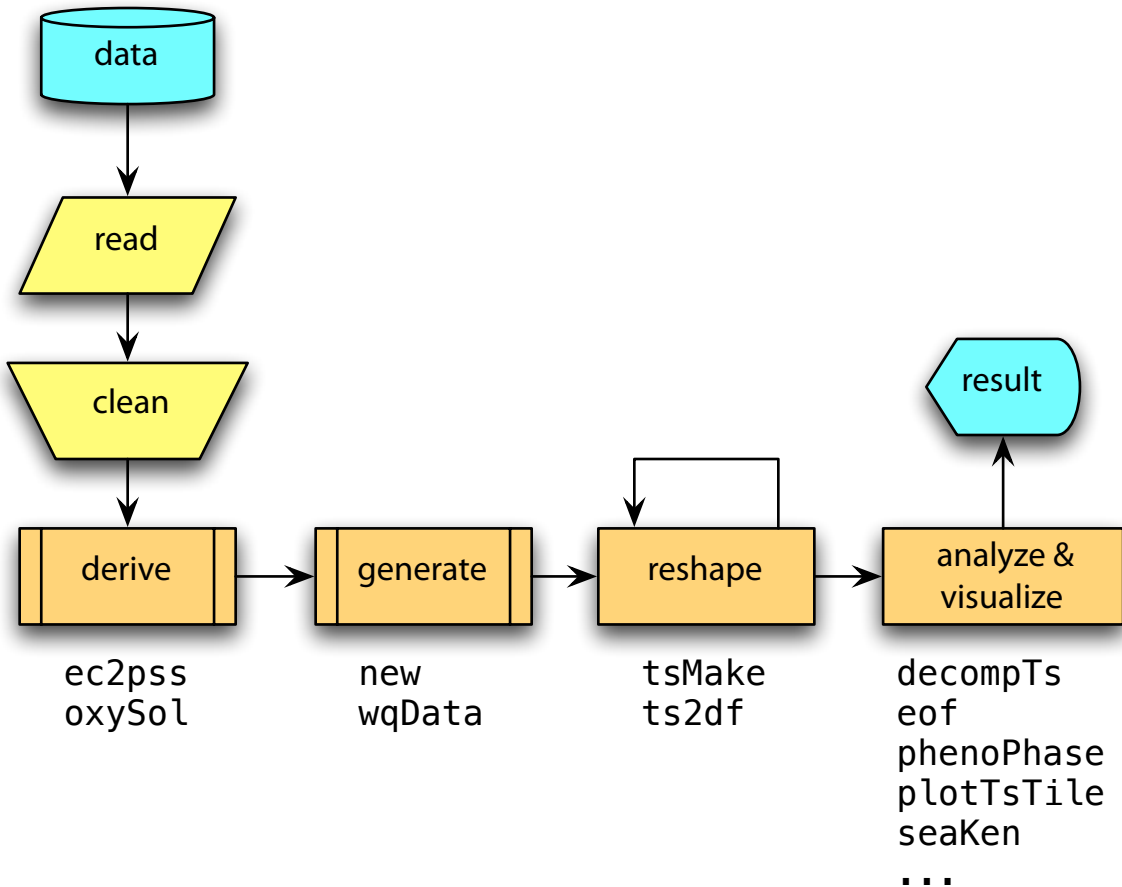 data
read
clean
result
derive
generate
reshape
analyze &
visualize
ec2pss
oxySol
new
wqData
tsMake
ts2df
decompTs
eof
phenoPhase
plotTsTile
seaKen
...